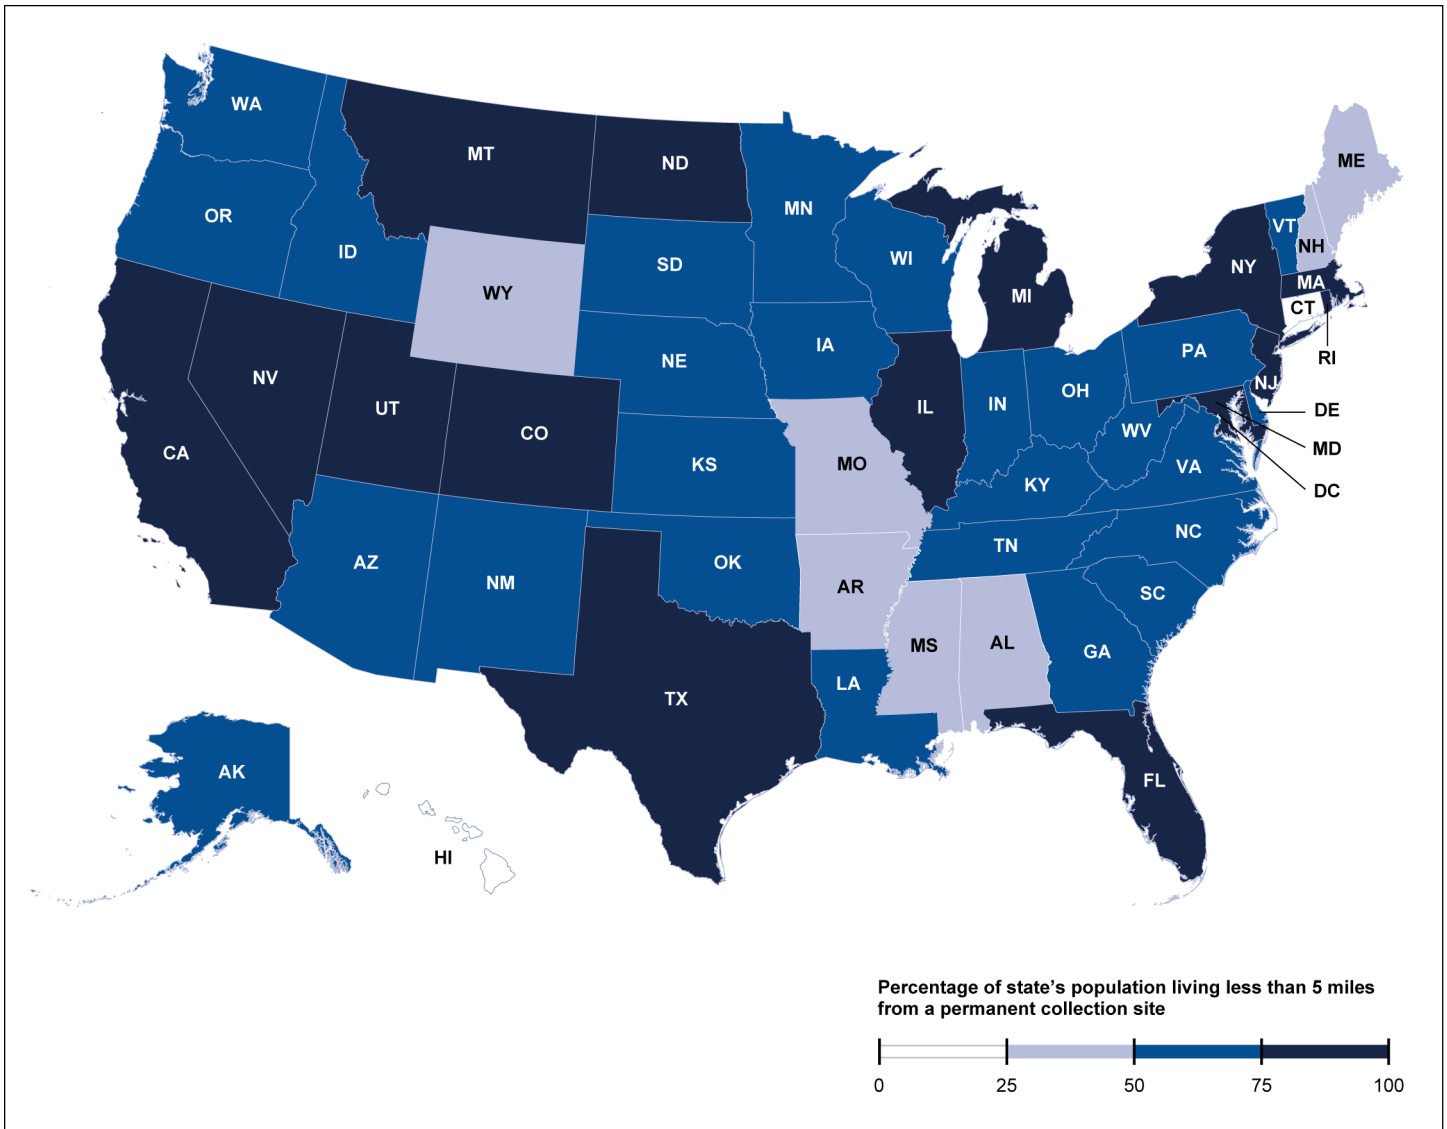 WA
MT
ND
MN
ME
OR
ID
SD
WI
VT
NH
NY
MA
WY
MI
CT
RI
NE
IA
PA
NV
UT
CO
IL
IN
OH
NJ
DE
CA
KS
MO
WV
MD
KY
VA
DC
AZ
NM
OK
AR
TN
NC
SC
MS
AL
GA
TX
LA
AK
HI
FL
Percentage of state's population living less than 5 miles
from a permanent collection site
0 25 50 75 100